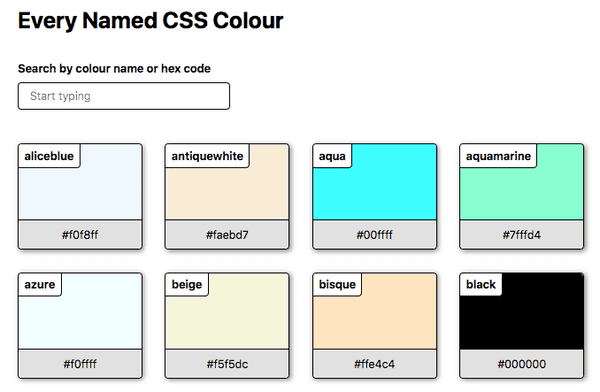 Every Named CSS Colour
Search by colour name or hex code
Start typing
aliceblue
antiquewhite
aqua
aquamarine
#f0f8ff
#faebd7
#00ffff
#7fffd4
azure
beige
bisque
black
#f0ffff
#f5f5dc
#ffe4c4
#000000